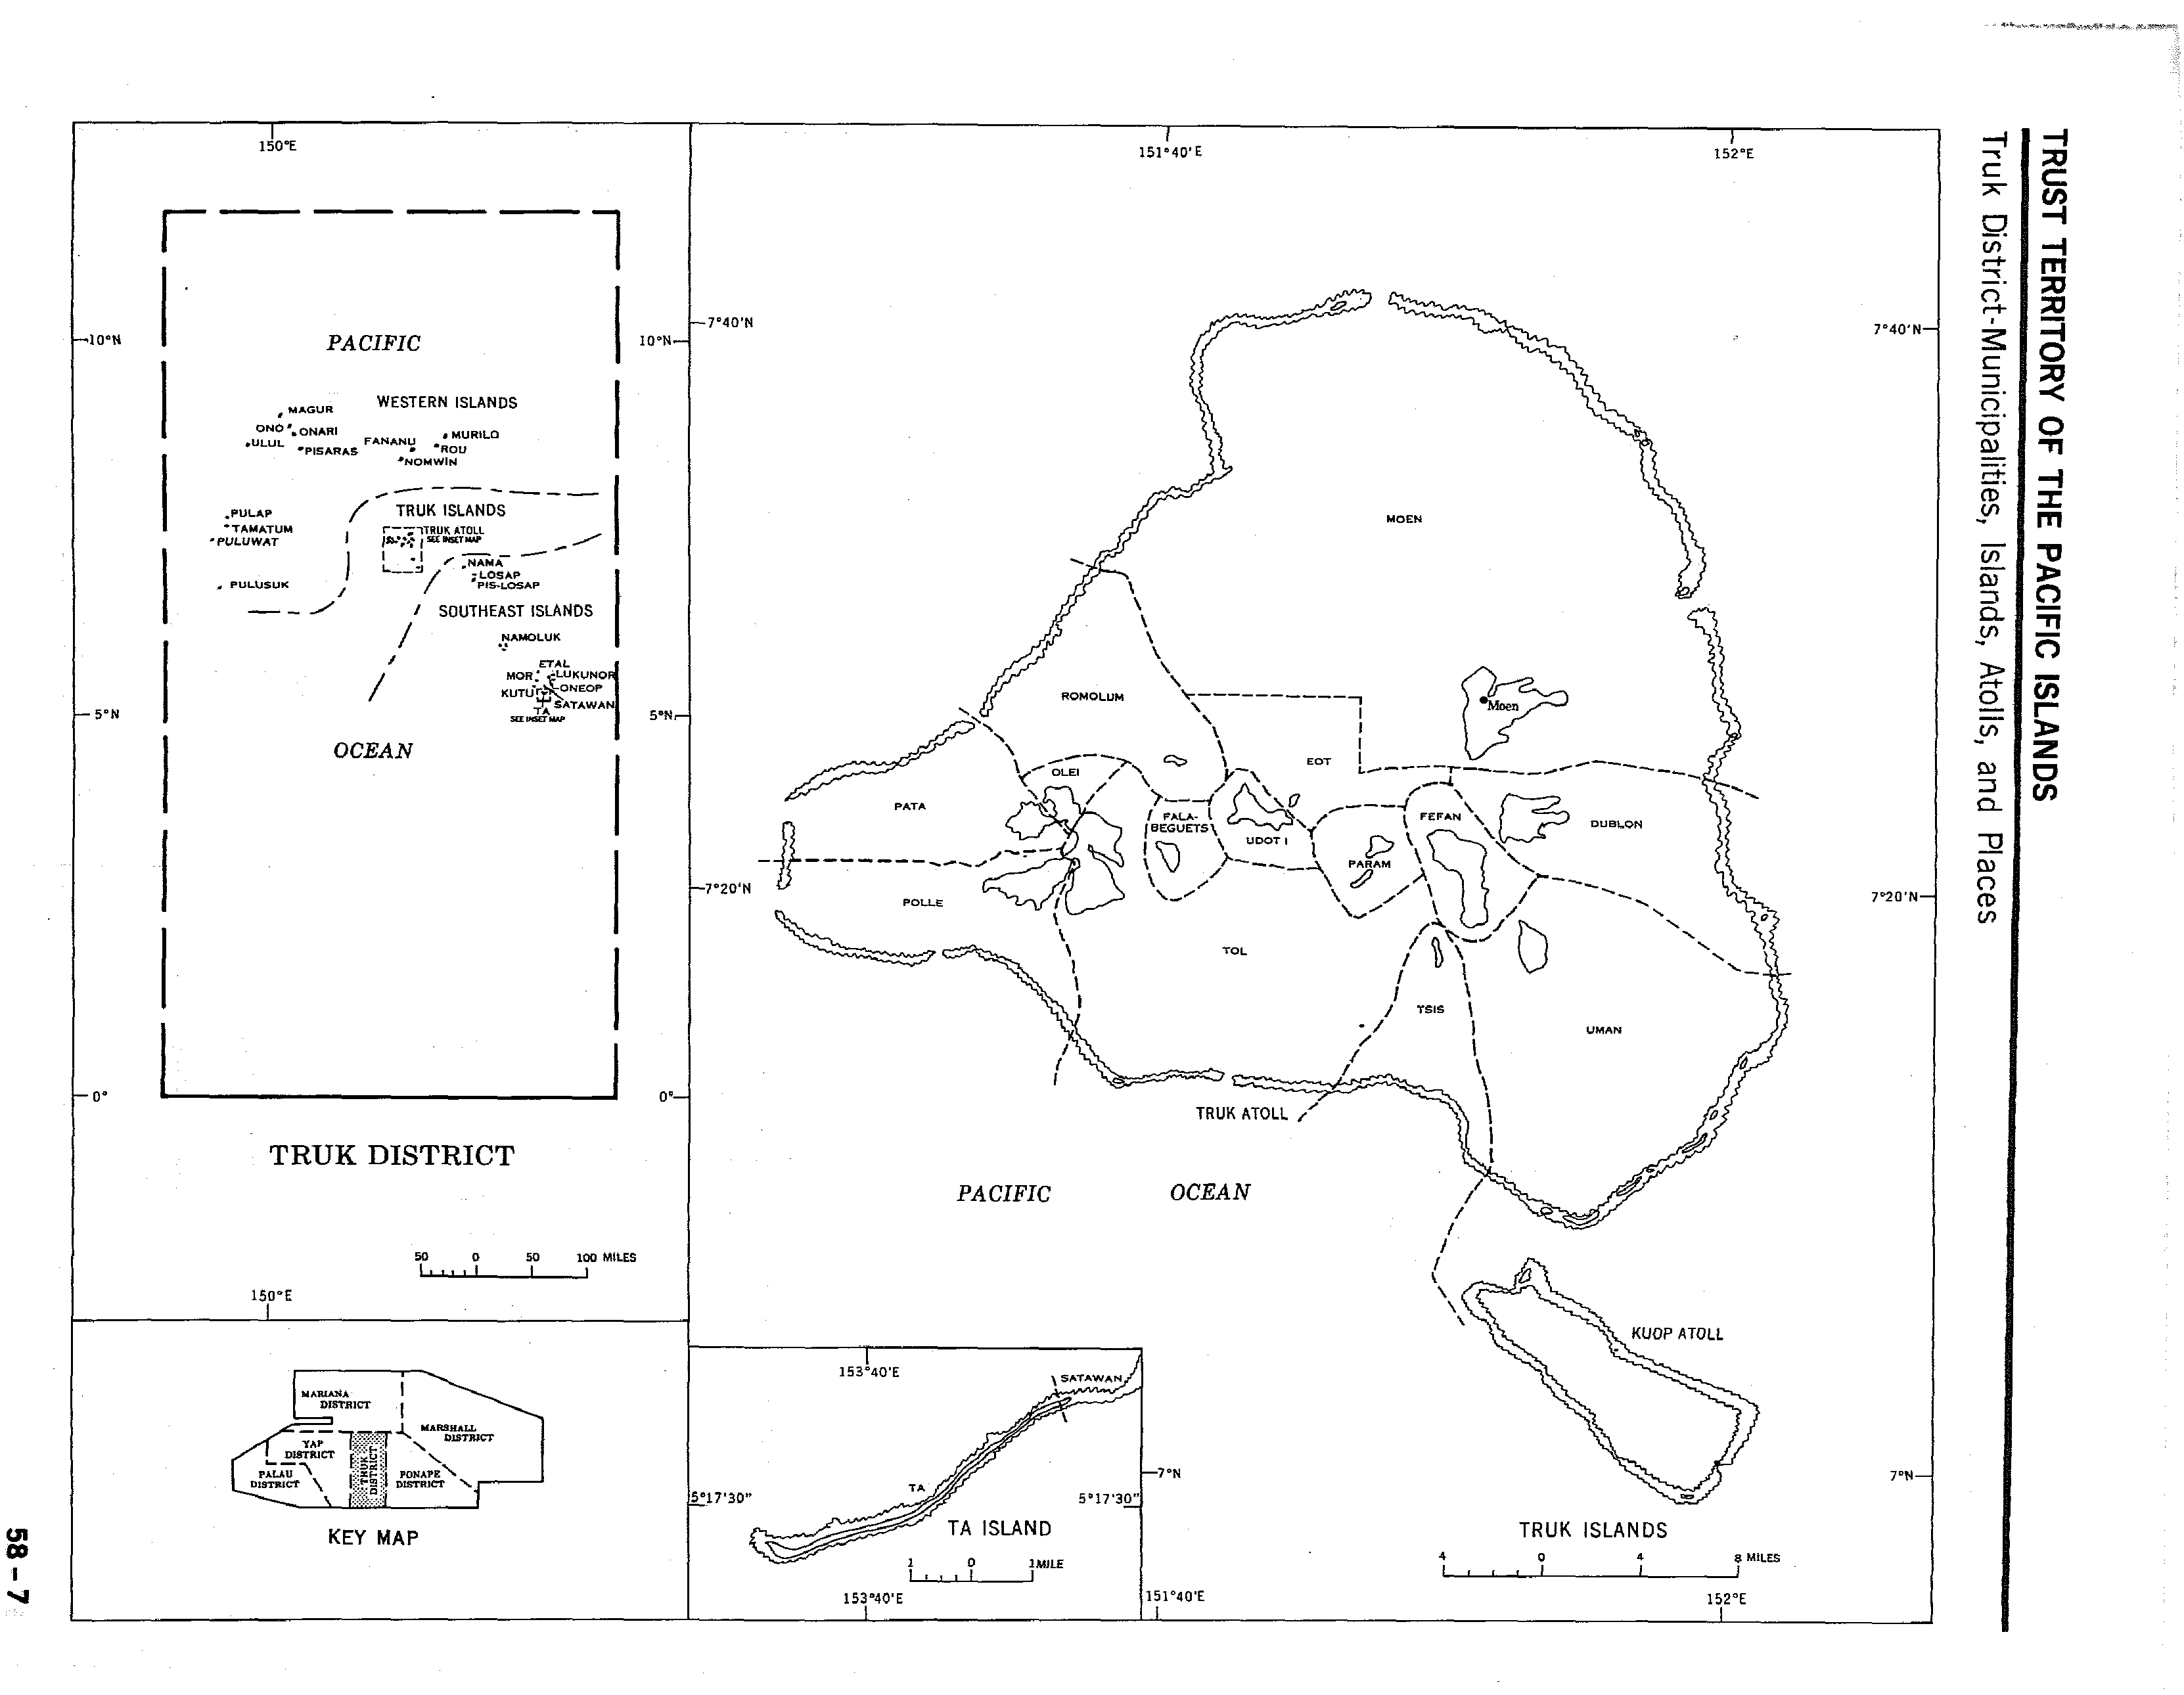 TRUST TERRITORY OF THE PACIFIC ISLANDS
Truk District-Municipalities, Islands, Atolls, and Places
150°E
10°N
10°N
PACIFIC
WESTERN ISLANDS
MAGUR
ONO
ONARI
ULUL
PISARAS
FANANU
MURILO
ROU
NOMWIN
TRUK ISLANDS
PULAP
TAMATUM
PULUWAT
TRUK ATOLL
SEE INSET MAP
NAMA
LOSAP
PIS-LOSAP
PULUSUK
SOUTHEAST ISLANDS
NAMOLUK
ETAL
MOR
LUKUNOR
KUTU
ONEOP
SATAWAN
TA
SEE INSET MAP
5°N
5°N
OCEAN
0°
0°
TRUK DISTRICT
50 0 50 100 MILES
150°E
MARIANA
DISTRICT
MARSHALL
DISTRICT
YAP
DISTRICT
PALAU
DISTRICT
TRUK
DISTRICT
PONAPE
DISTRICT
KEY MAP
151°40'E
152°E
7°40'N
7°40'N
MOEN
ROMOLUM
Moen
EOT
OLEI
PATA
FALA-
BEGUETS
UDOT I
FEFAN
DUBLON
PARAM
7°20'N
7°20'N
POLLE
TOL
TSIS
UMAN
TRUK ATOLL
PACIFIC OCEAN
KUOP ATOLL
7°N
7°N
TRUK ISLANDS
4 0 4 8 MILES
151°40'E
152°E
153°40'E
SATAWAN
TA
5°17'30"
5°17'30"
TA ISLAND
1 0 1 MILE
153°40'E
58-7